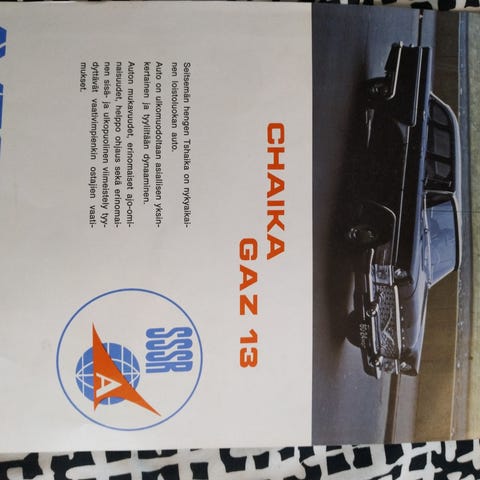 CHAIKA
GAZ 13
Seitsemän hengen Tshaika on nykyaikai-
nen loistoluokan auto.
Auto on ulkomuodoltaan asiallisen yksin-
kertainen ja tyylitään dynaaminen.
Auton mukavuudet, erinomaiset ajo-omi-
naisuudet, helppo ohjaus sekä erinomai-
nen sisä- ja ulkopuolinen viimeistely tyy-
dyttävät vaativimpienkin ostajien vaati-
mukset.
SSSR
A